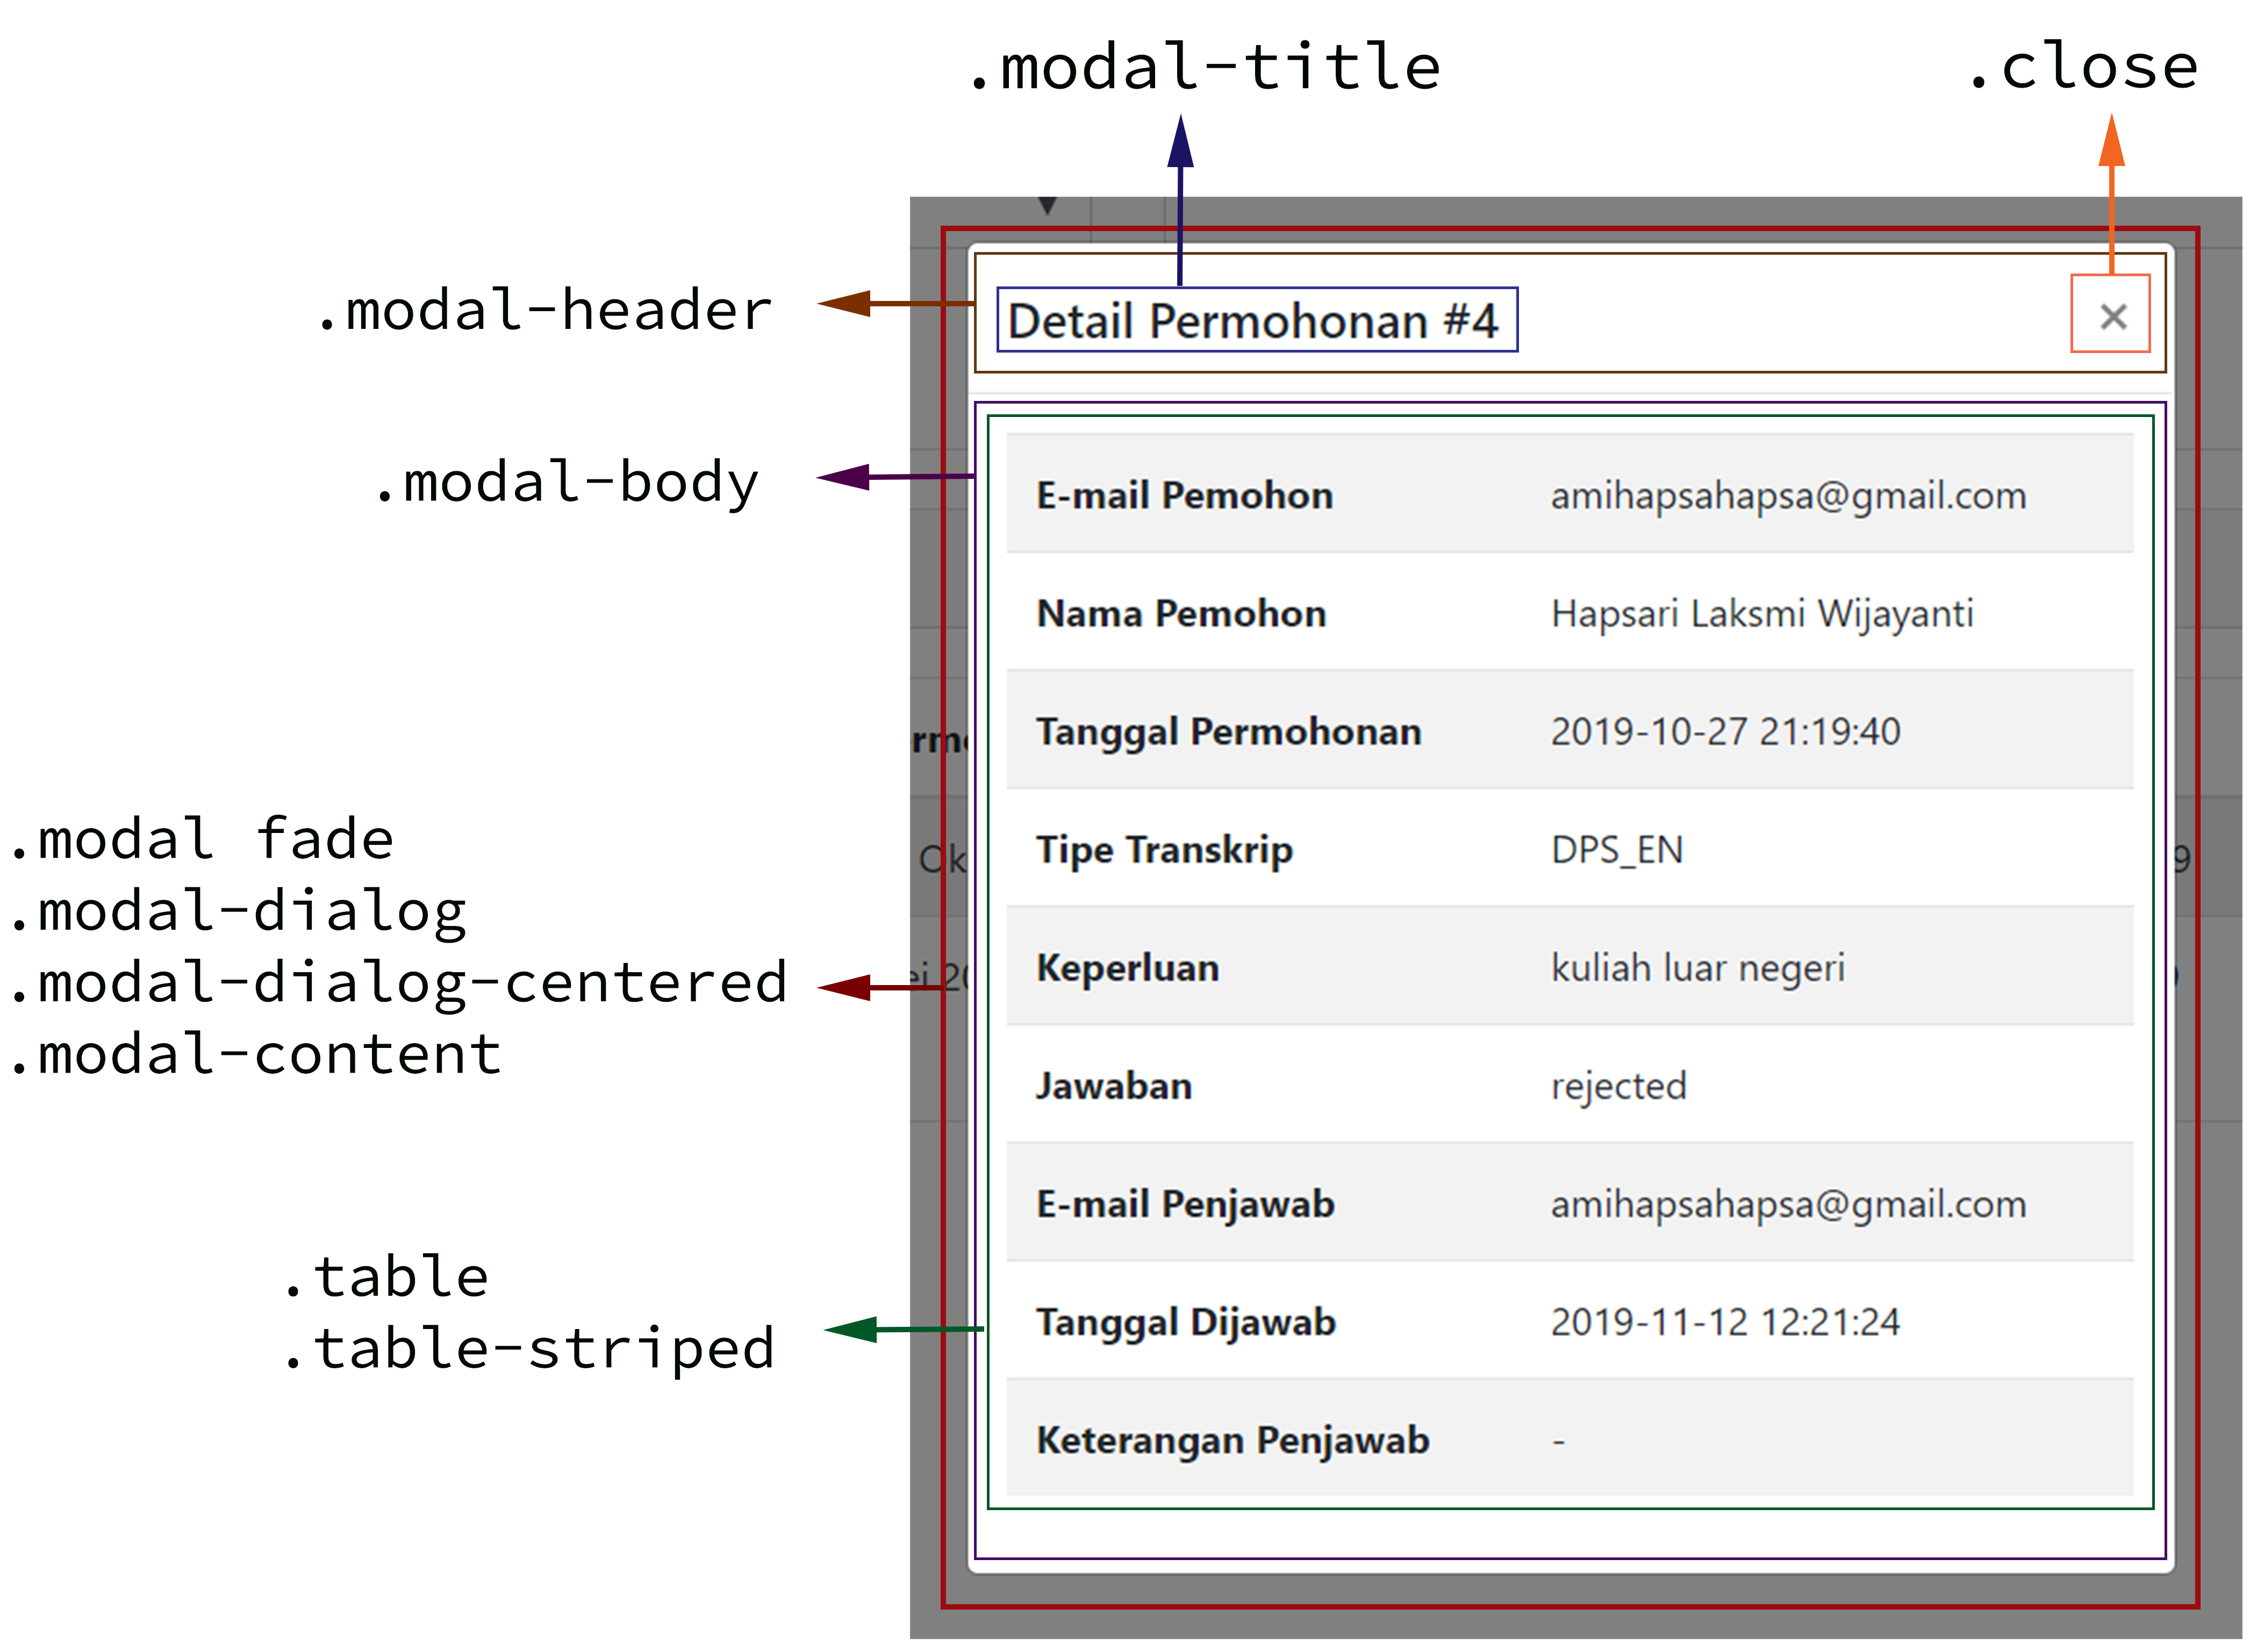 .modal-title
.close
.modal-header
Detail Permohonan #4
×
.modal-body
E-mail Pemohon amihapsahapsa@gmail.com
Nama Pemohon Hapsari Laksmi Wijayanti
Tanggal Permohonan 2019-10-27 21:19:40
Tipe Transkrip DPS_EN
.modal fade
.modal-dialog
.modal-dialog-centered
.modal-content
Keperluan kuliah luar negeri
Jawaban rejected
E-mail Penjawab amihapsahapsa@gmail.com
.table
.table-striped
Tanggal Dijawab 2019-11-12 12:21:24
Keterangan Penjawab -